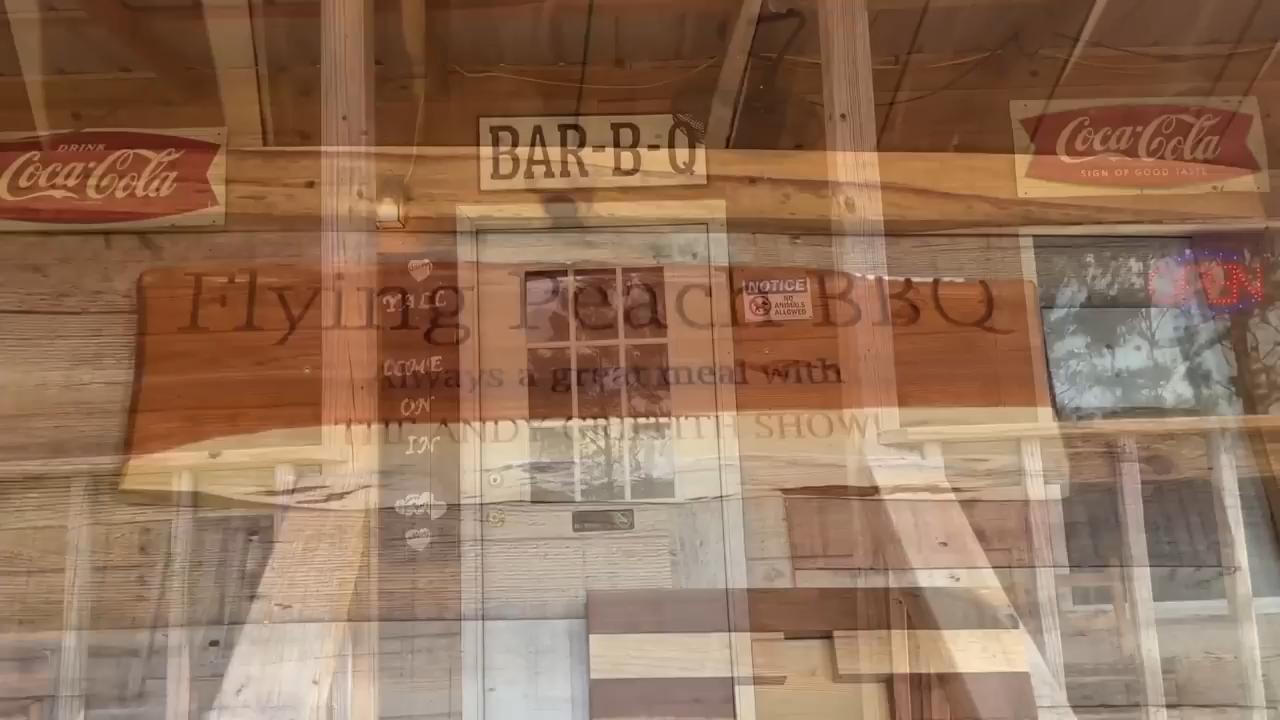 BAR-B-Q
DRINK
Coca-Cola
Coca-Cola
SIGN OF GOOD TASTE
OPEN
Flying Peach BBQ
Always a great meal with
THE ANDY GRIFFITH SHOW!
Y'ALL
COME
ON
IN
NOTICE
NO
ANIMALS
ALLOWED